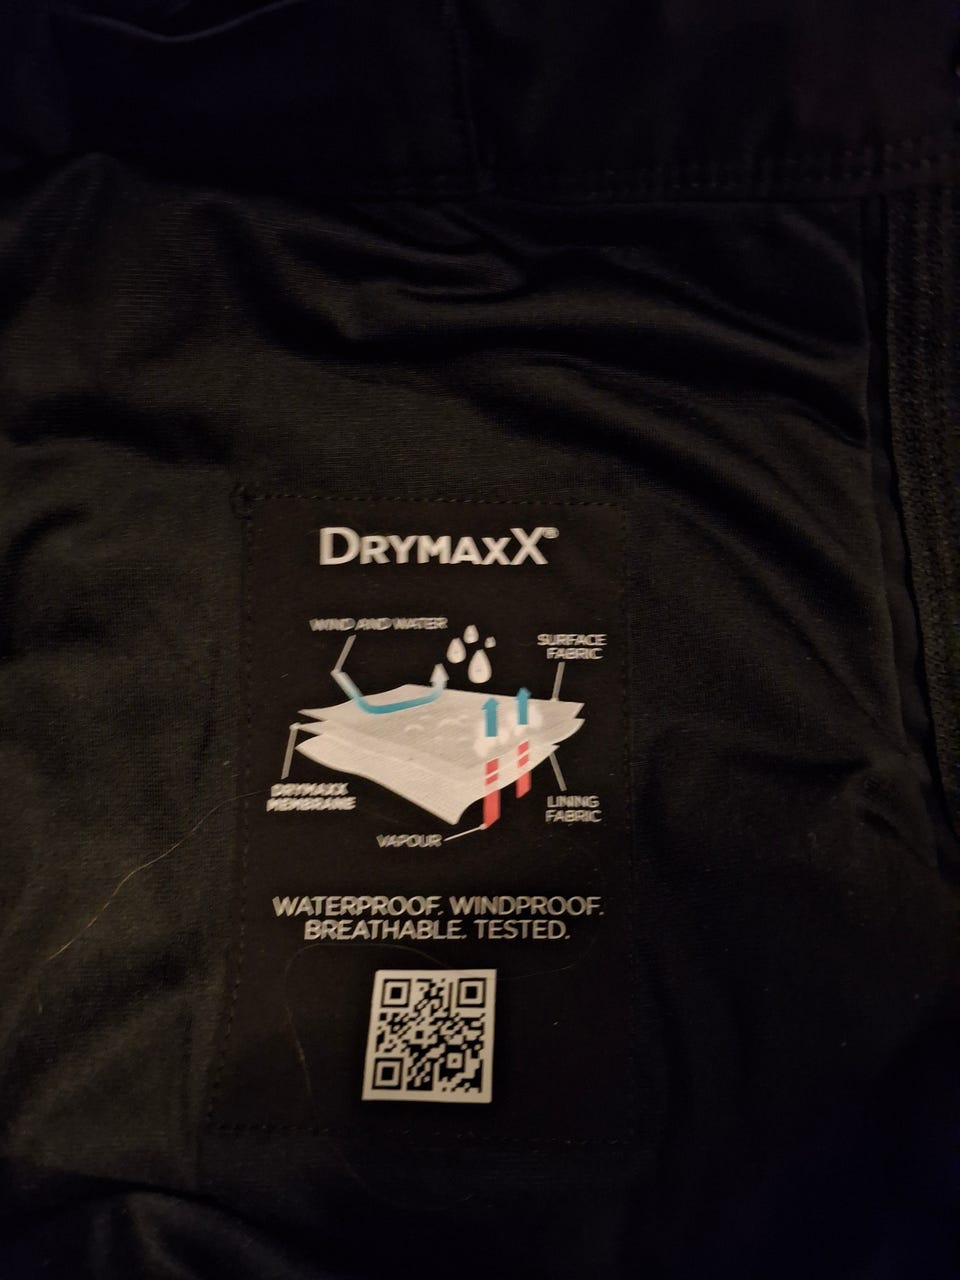 DRYMAXX®
WIND AND WATER
SURFACE
FABRIC
DRYMAXX
MEMBRANE
LINING
FABRIC
VAPOUR
WATERPROOF. WINDPROOF.
BREATHABLE. TESTED.